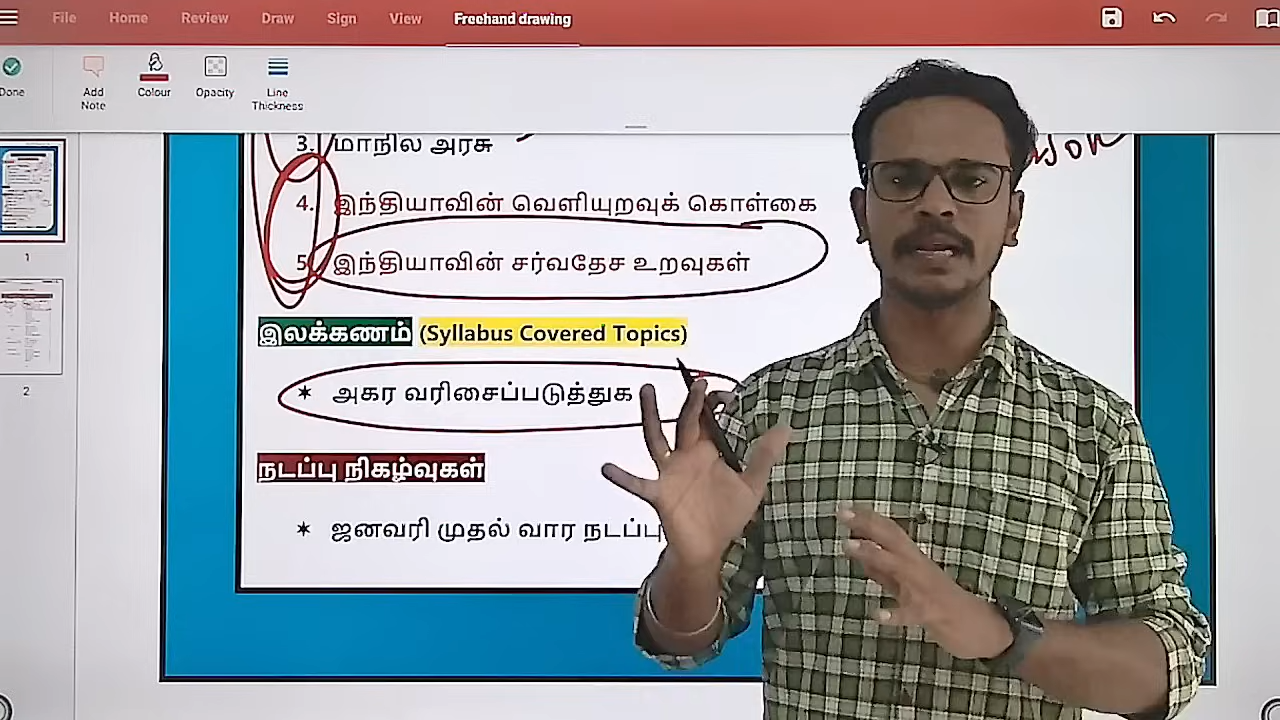 File Home Review Draw Sign View Freehand drawing
Done Add Note Colour Opacity Line Thickness
3. மாநில அரசு
4. இந்தியாவின் வெளியுறவுக் கொள்கை
5. இந்தியாவின் சர்வதேச உறவுகள்
இலக்கணம் (Syllabus Covered Topics)
✶ அகர வரிசைப்படுத்துக
நடப்பு நிகழ்வுகள்
✶ ஜனவரி முதல் வார நடப்பு
1
2